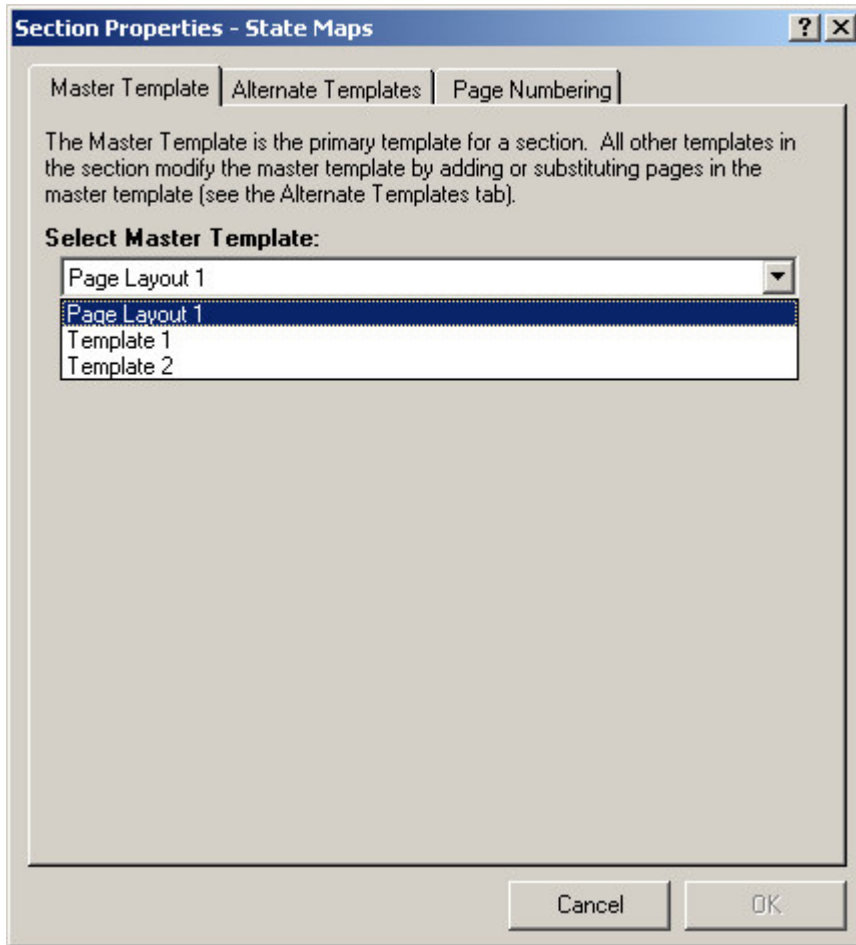 Section Properties - State Maps
Master Template Alternate Templates Page Numbering
The Master Template is the primary template for a section. All other templates in
the section modify the master template by adding or substituting pages in the
master template (see the Alternate Templates tab).
Select Master Template:
Page Layout 1
Page Layout 1
Template 1
Template 2
Cancel OK